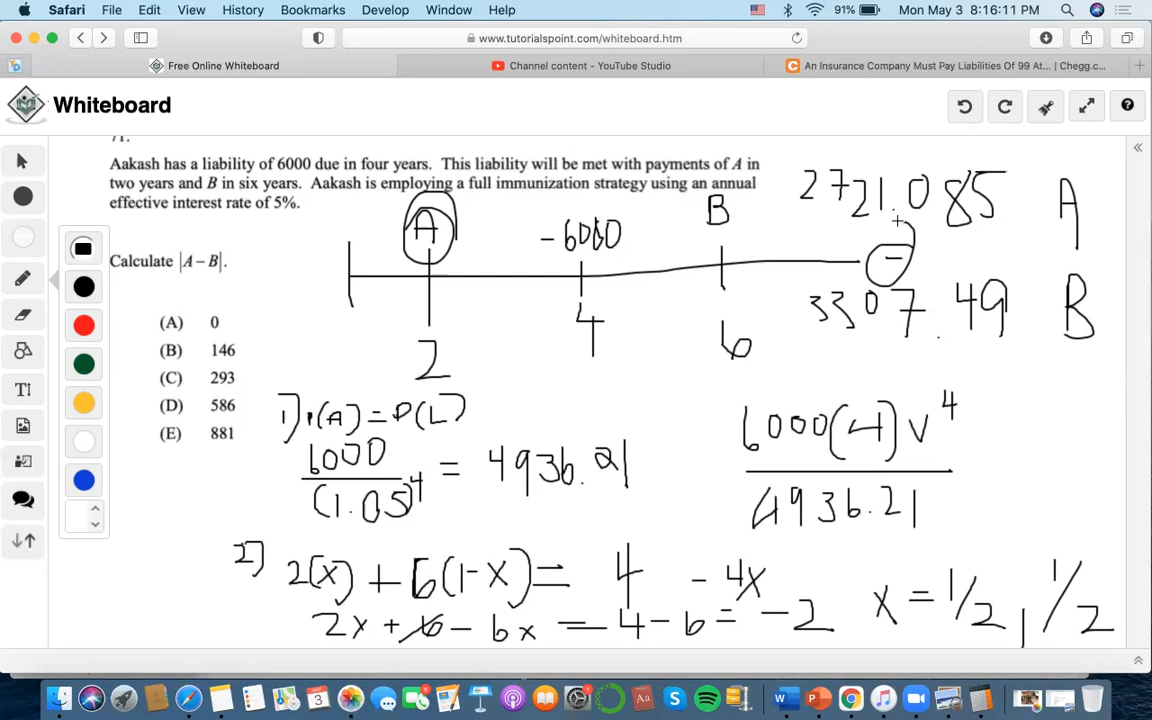 Safari File Edit View History Bookmarks Develop Window Help 91% Mon May 3 8:16:11 PM
www.tutorialspoint.com/whiteboard.htm
Free Online Whiteboard
Channel content - YouTube Studio
An Insurance Company Must Pay Liabilities Of 99 At... | Chegg.c...
Whiteboard
Aakash has a liability of 6000 due in four years. This liability will be met with payments of A in
two years and B in six years. Aakash is employing a full immunization strategy using an annual
effective interest rate of 5%.
2721.085 A
A
-6000
B
Calculate |A – B|.
−
3307.49 B
2
4
6
(A) 0
(B) 146
(C) 293
(D) 586
(E) 881
1) P(A) = P(L)
6000
(1.05)^4
= 4936.21
6000(4)v^4
4936.21
2) 2(x) + 6(1-x) = 4
-4x
x = 1/2, 1/2
2x + 6 - 6x = 4 - 6 = -2
TI